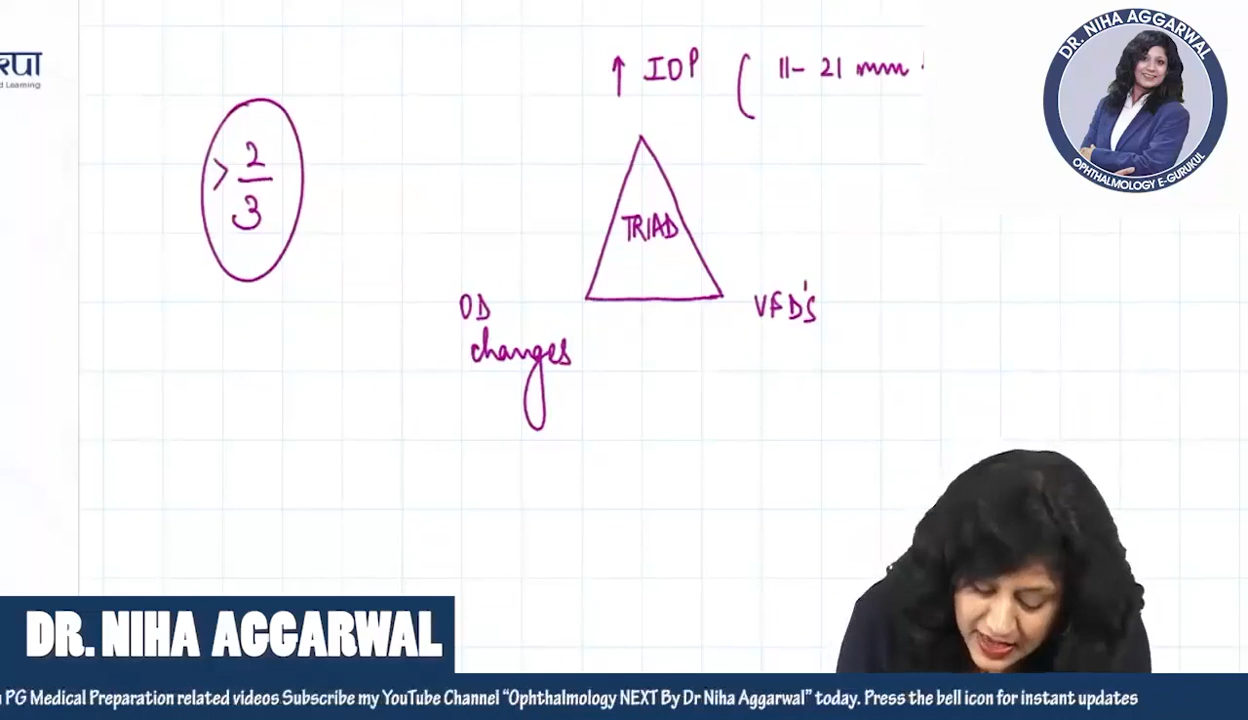 DR. NIHA AGGARWAL
OPHTHALMOLOGY E-GURUKUL
↑ IOP ( 11- 21 mm
> 2
3
TRIAD
OD
changes
VFD's
DR. NIHA AGGARWAL
PG Medical Preparation related videos Subscribe my YouTube Channel “Ophthalmology NEXT By Dr Niha Aggarwal” today. Press the bell icon for instant updates